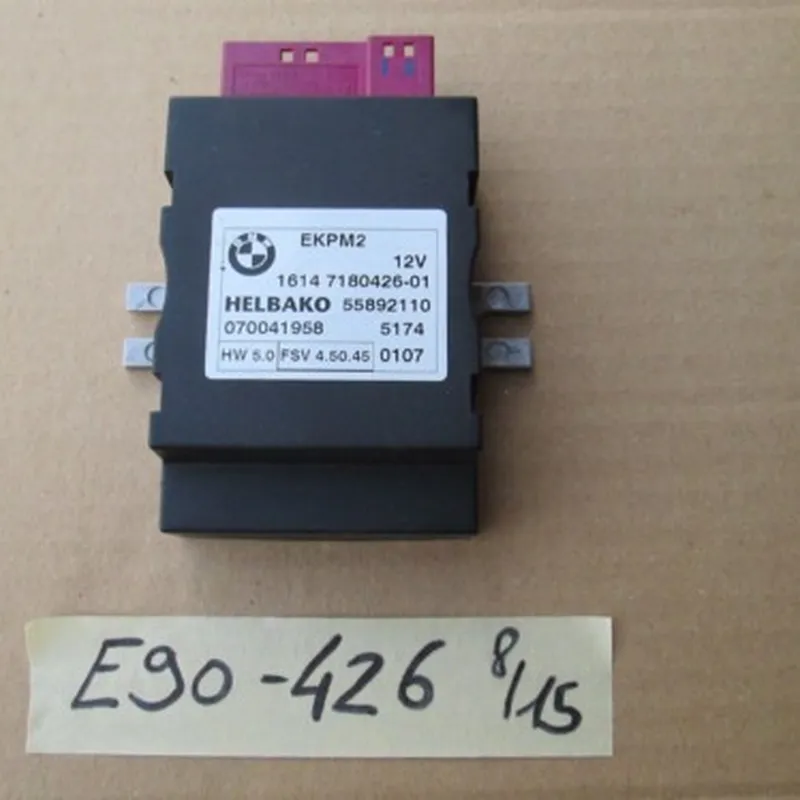 EKPM2
12V
1614 7180426-01
HELBAKO 55892110
070041958 5174
HW 5.0 FSV 4.50.45 0107
E90-426 8/15